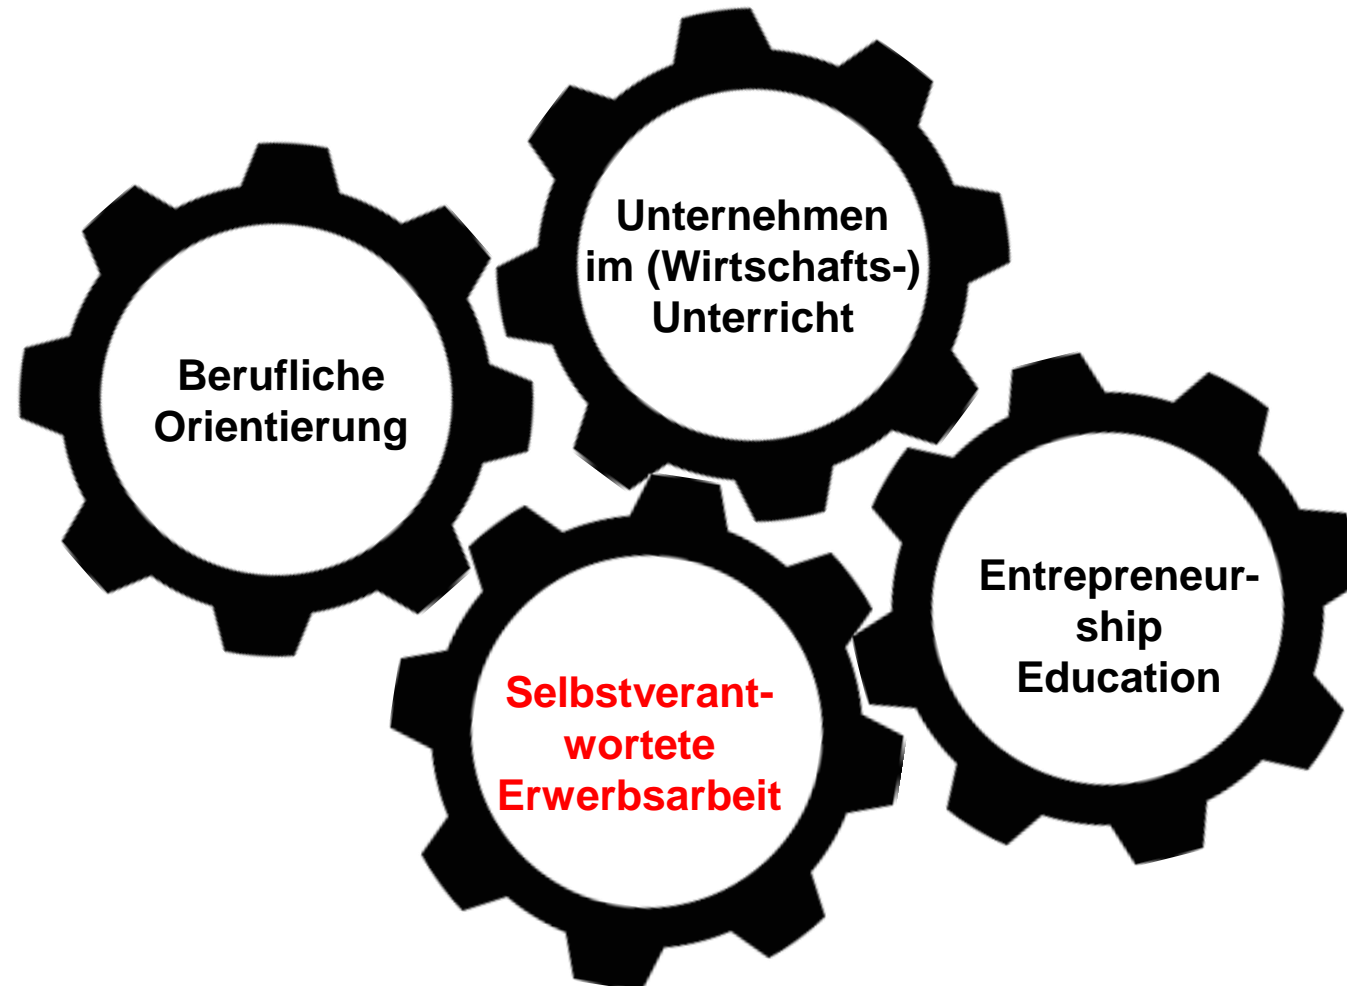 Unternehmen
im (Wirtschafts-)
Unterricht
Berufliche
Orientierung
Entrepreneur-
ship
Education
Selbstverant-
wortete
Erwerbsarbeit